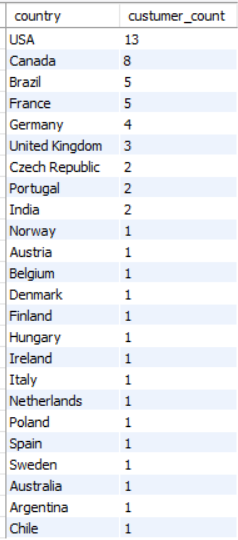 country custumer_count
USA 13
Canada 8
Brazil 5
France 5
Germany 4
United Kingdom 3
Czech Republic 2
Portugal 2
India 2
Norway 1
Austria 1
Belgium 1
Denmark 1
Finland 1
Hungary 1
Ireland 1
Italy 1
Netherlands 1
Poland 1
Spain 1
Sweden 1
Australia 1
Argentina 1
Chile 1